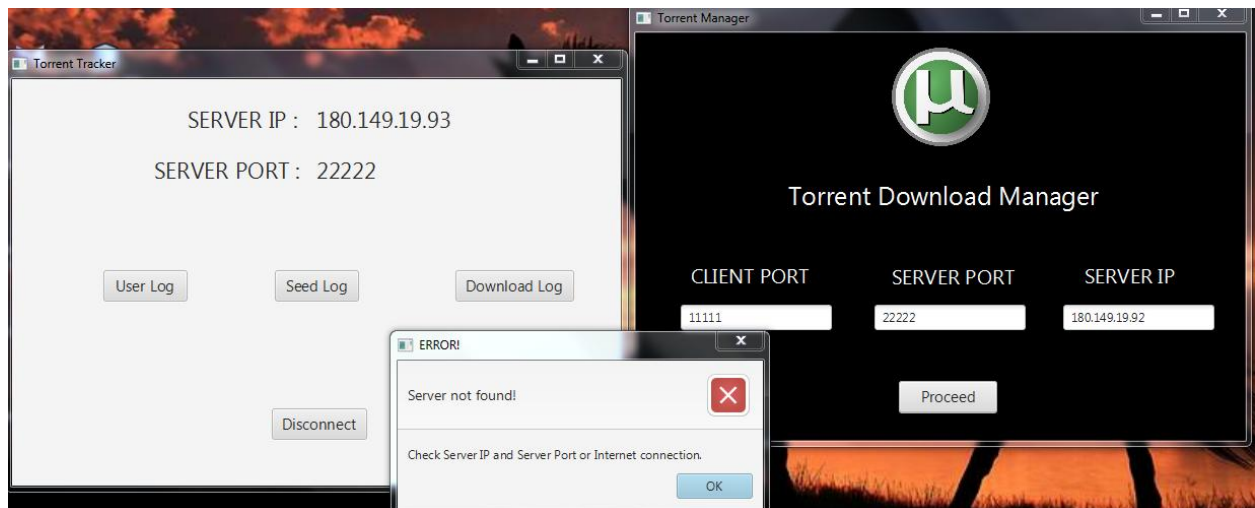 Torrent Tracker
SERVER IP : 180.149.19.93
SERVER PORT : 22222
User Log
Seed Log
Download Log
Disconnect
Torrent Manager
µ
Torrent Download Manager
CLIENT PORT
SERVER PORT
SERVER IP
11111
22222
180.149.19.92
Proceed
ERROR!
Server not found!
Check Server IP and Server Port or Internet connection.
OK